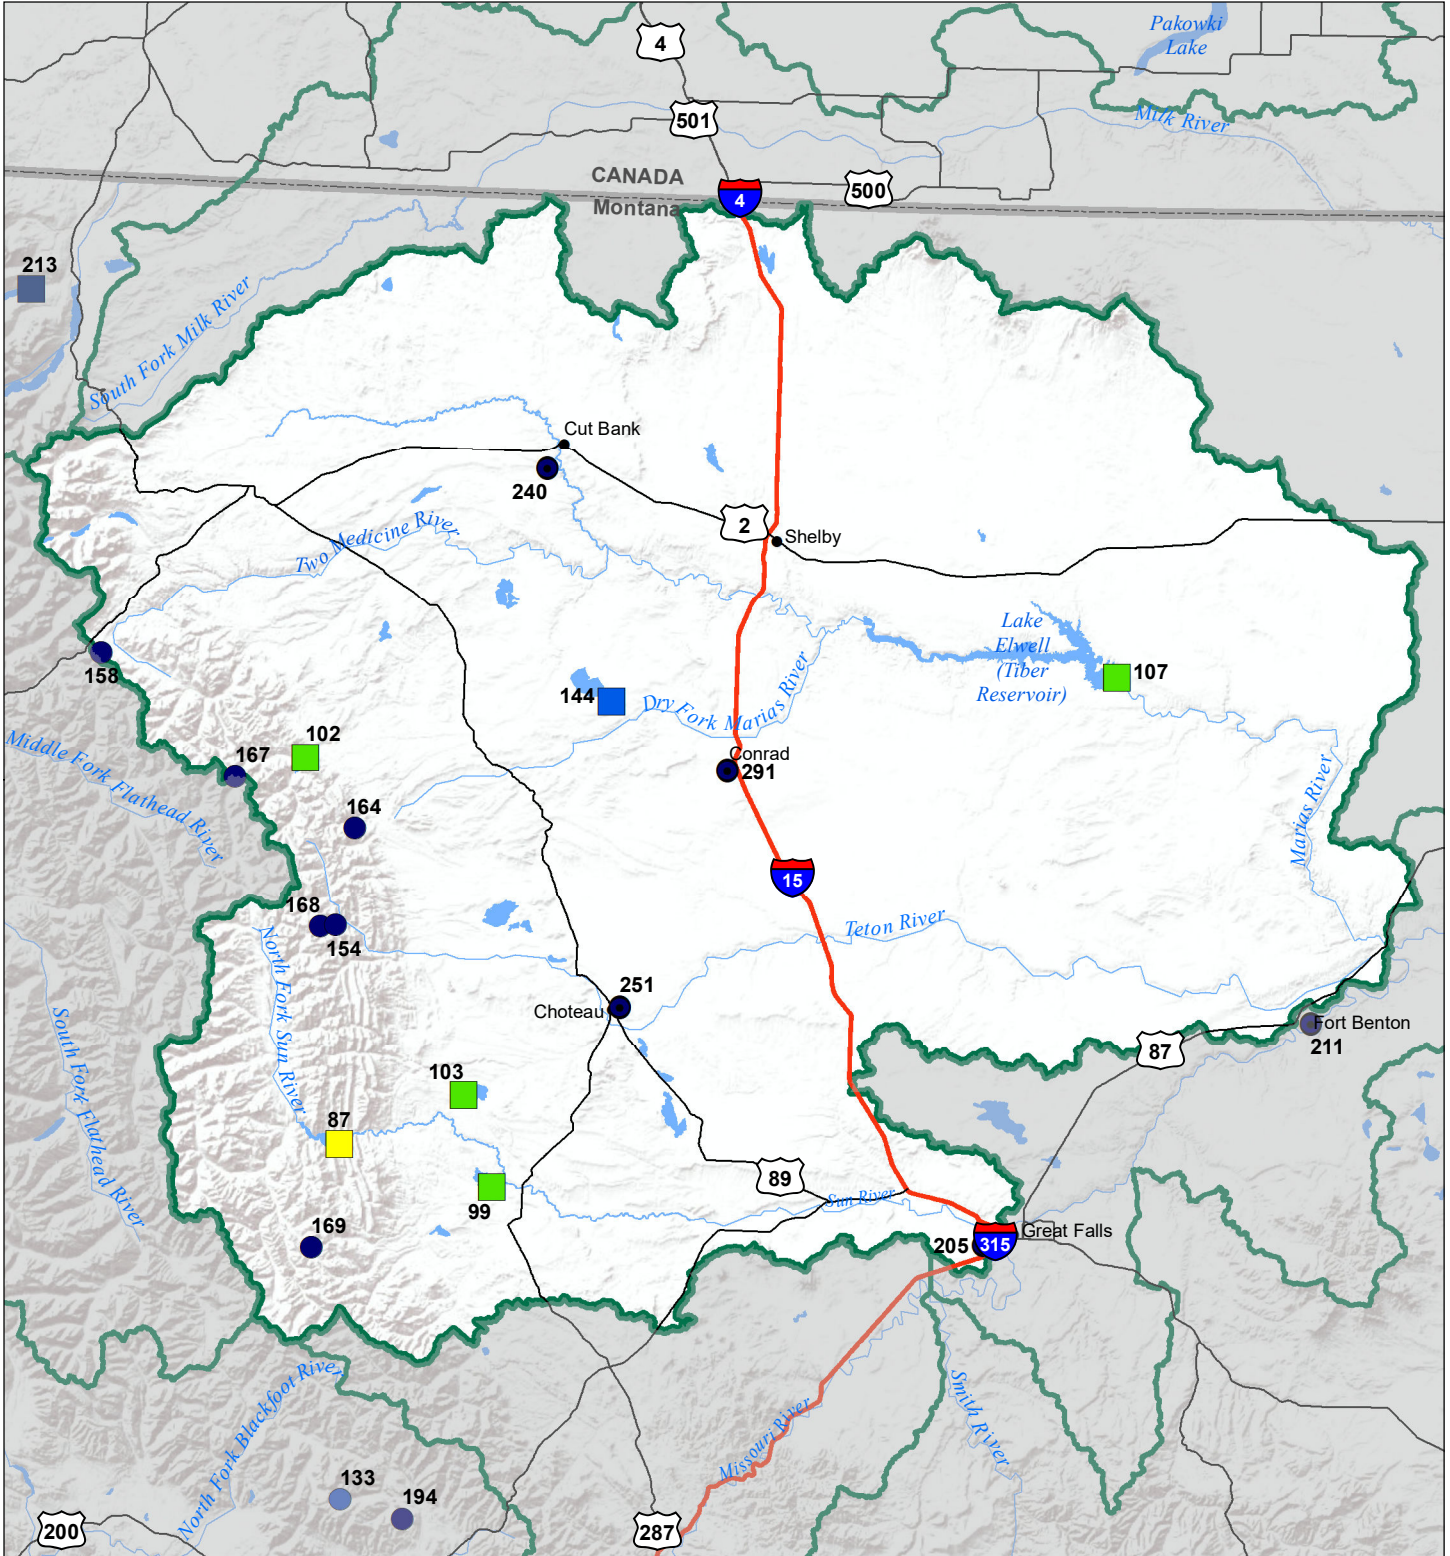 Pakowki
Lake
4
501
Milk River
CANADA
500
4
Montana
213
South Fork Milk River
Cut Bank
240
2
Shelby
Two Medicine River
Lake
Elwell
(Tiber
Reservoir)
158
107
144
Dry Fork Marias River
102
Middle Fork Flathead River
167
Conrad
291
164
Marias River
15
168
154
Teton River
North Fork Sun River
251
Choteau
Fort Benton
211
87
South Fork Flathead River
103
87
89
99
Sun River
169
205
315
Great Falls
North Fork Blackfoot River
Missouri River
Smith River
133
194
200
287